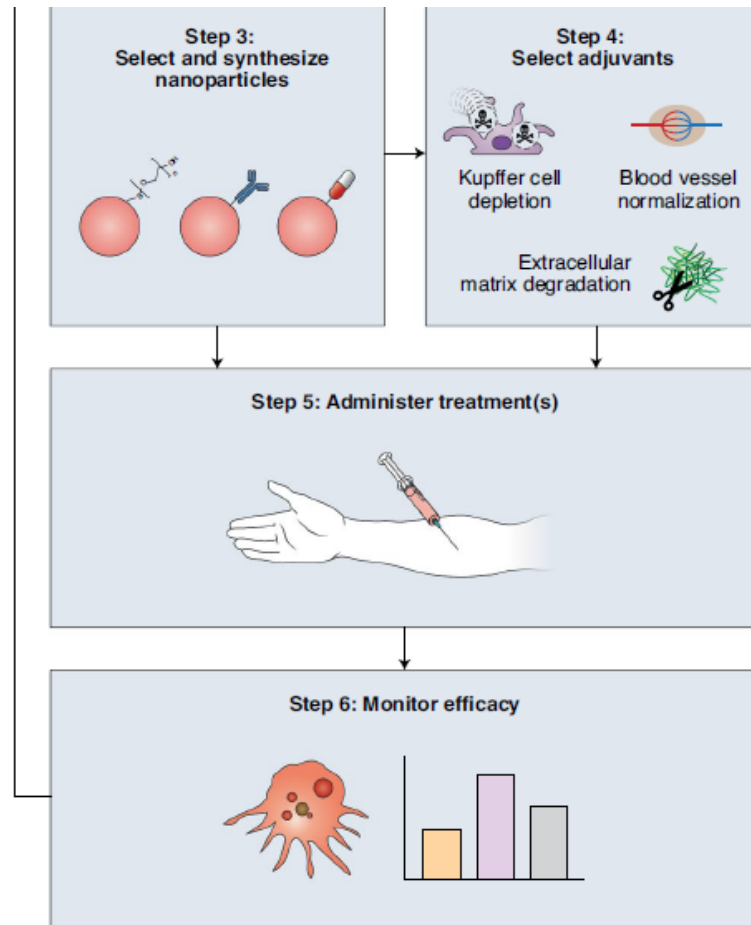 Step 3:
Select and synthesize
nanoparticles
Step 4:
Select adjuvants
Kupffer cell
depletion
Blood vessel
normalization
Extracellular
matrix degradation
Step 5: Administer treatment(s)
Step 6: Monitor efficacy